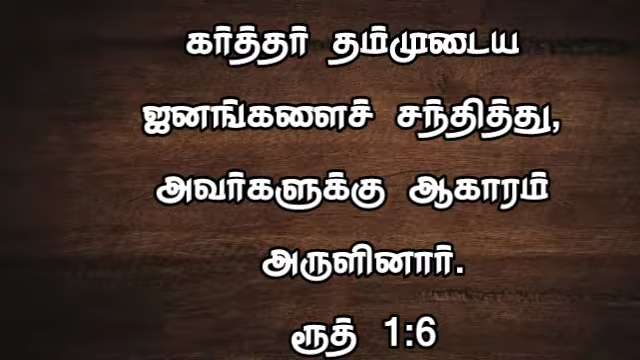 கர்த்தர் தம்முடைய
ஜனங்களைச் சந்தித்து,
அவர்களுக்கு ஆகாரம்
அருளினார்.
ரூத் 1:6